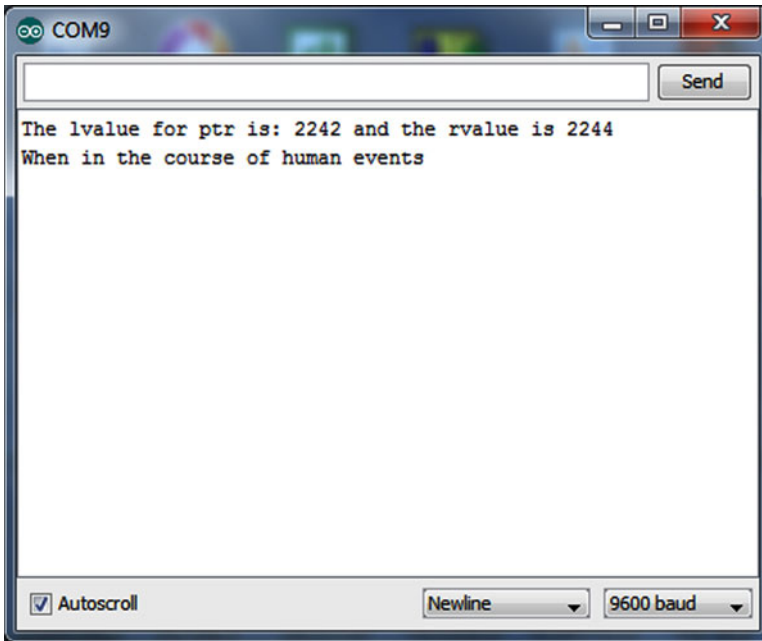 COM9
Send
The lvalue for ptr is: 2242 and the rvalue is 2244
When in the course of human events
Autoscroll
Newline
9600 baud